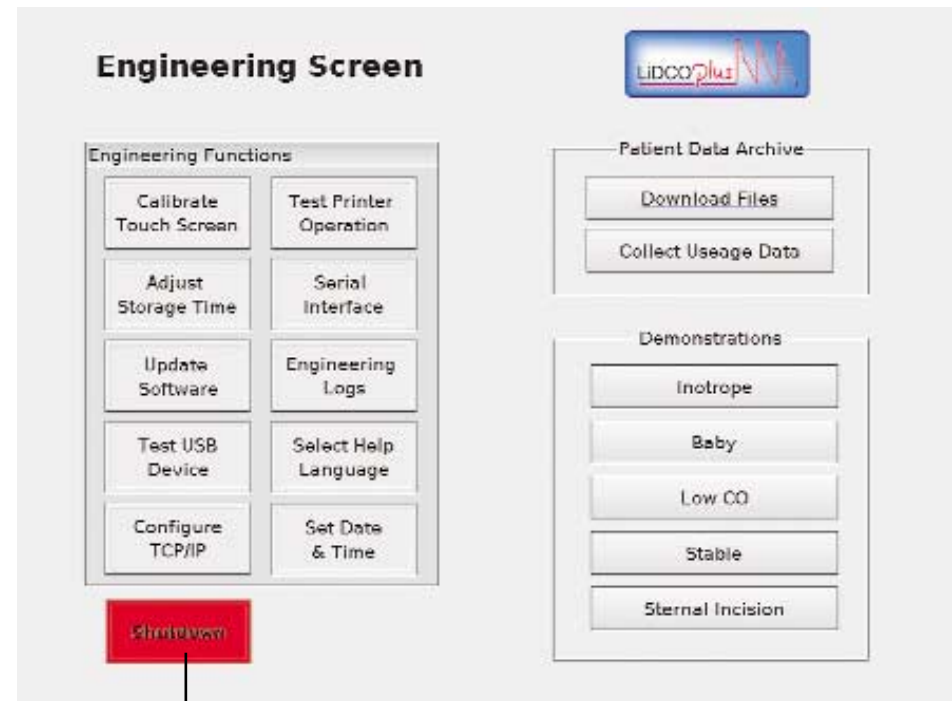 Engineering Screen
LiDCOplus
Engineering Functions
Calibrate
Touch Screen
Test Printer
Operation
Adjust
Storage Time
Serial
Interface
Update
Software
Engineering
Logs
Test USB
Device
Select Help
Language
Configure
TCP/IP
Set Date
& Time
Shutdown
Patient Data Archive
Download Files
Collect Useage Data
Demonstrations
Inotrope
Baby
Low CO
Stable
Sternal Incision